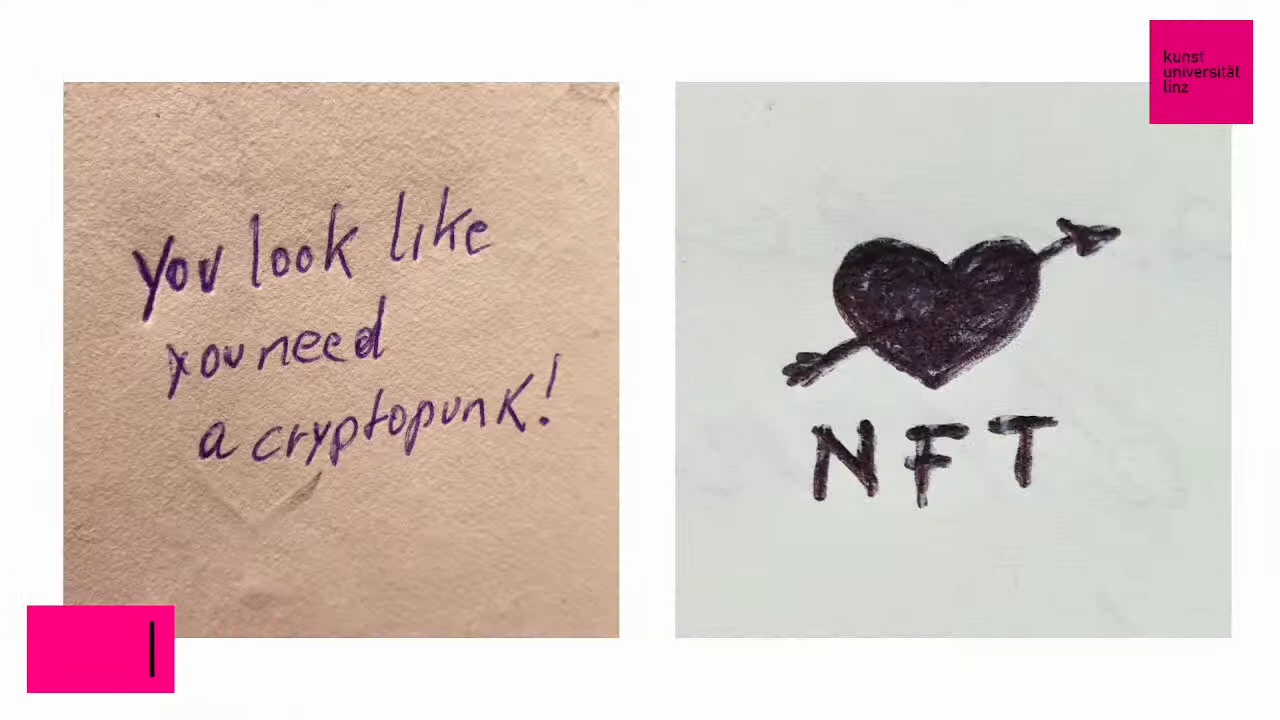 you look like
you need
a cryptopunk!
NFT
kunst
universität
linz